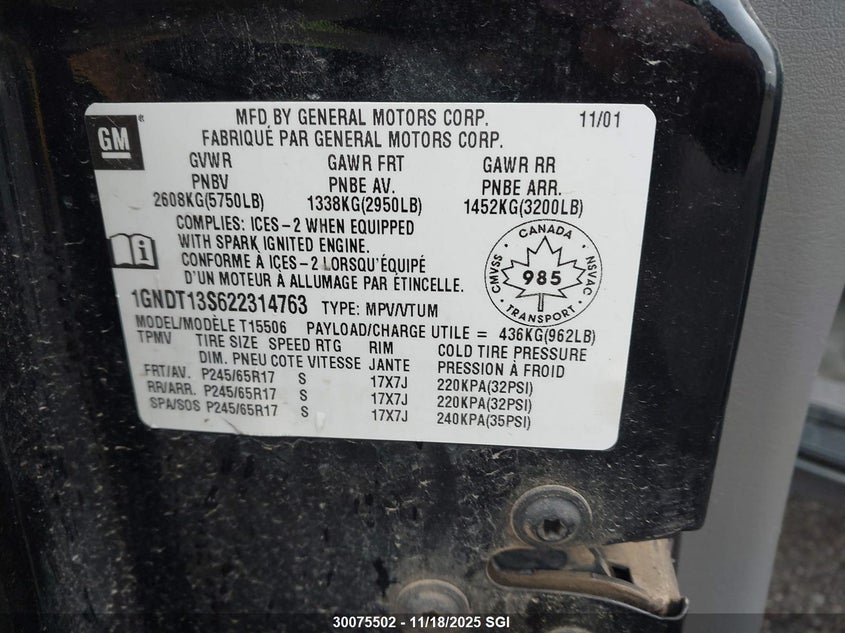 GM ®
MFD BY GENERAL MOTORS CORP. 11/01
FABRIQUÉ PAR GENERAL MOTORS CORP.
GVWR GAWR FRT GAWR RR
PNBV PNBE AV. PNBE ARR.
2608KG(5750LB) 1338KG(2950LB) 1452KG(3200LB)
COMPLIES: ICES-2 WHEN EQUIPPED
WITH SPARK IGNITED ENGINE.
CONFORME À ICES-2 LORSQU'ÉQUIPÉ
D'UN MOTEUR À ALLUMAGE PAR ÉTINCELLE.
i
CANADA
CMVSS 985 NSVAC
TRANSPORT
1GNDT13S622314763 TYPE: MPV/VTUM
MODEL/MODÈLE T15506 PAYLOAD/CHARGE UTILE = 436KG(962LB)
TPMV TIRE SIZE SPEED RTG RIM COLD TIRE PRESSURE
DIM. PNEU COTE VITESSE JANTE PRESSION À FROID
FRT/AV. P245/65R17 S 17X7J 220KPA(32PSI)
RR/ARR. P245/65R17 S 17X7J 220KPA(32PSI)
SPA/SOS P245/65R17 S 17X7J 240KPA(35PSI)
30075502 - 11/18/2025 SGI